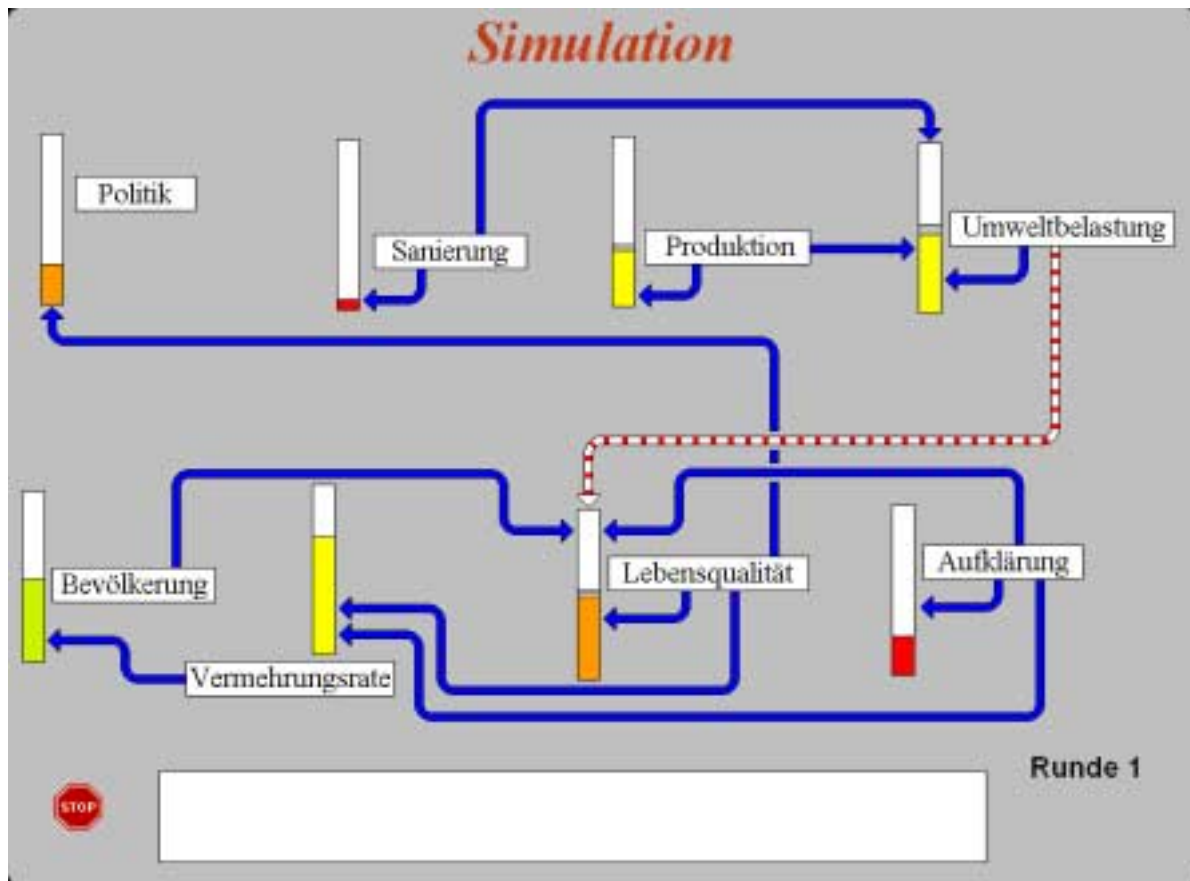 Simulation
Politik
Sanierung
Produktion
Umweltbelastung
Bevölkerung
Lebensqualität
Aufklärung
Vermehrungsrate
Runde 1
STOP